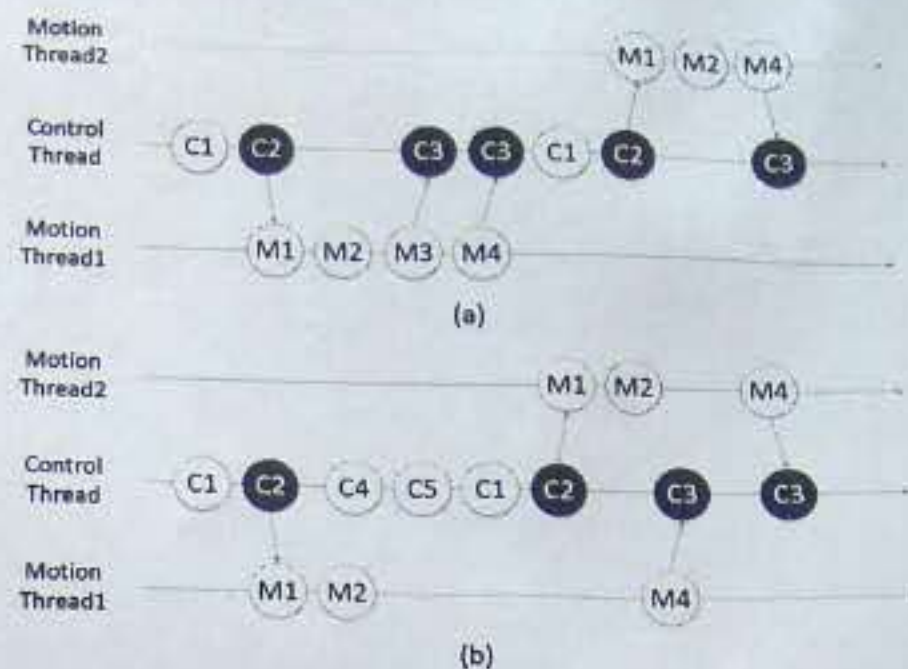 Motion
Thread2
M1 M2 M4
Control
Thread
C1 C2 C3 C3 C1 C2 C3
Motion
Thread1
M1 M2 M3 M4
(a)
Motion
Thread2
M1 M2 M4
Control
Thread
C1 C2 C4 C5 C1 C2 C3 C3
Motion
Thread1
M1 M2 M4
(b)